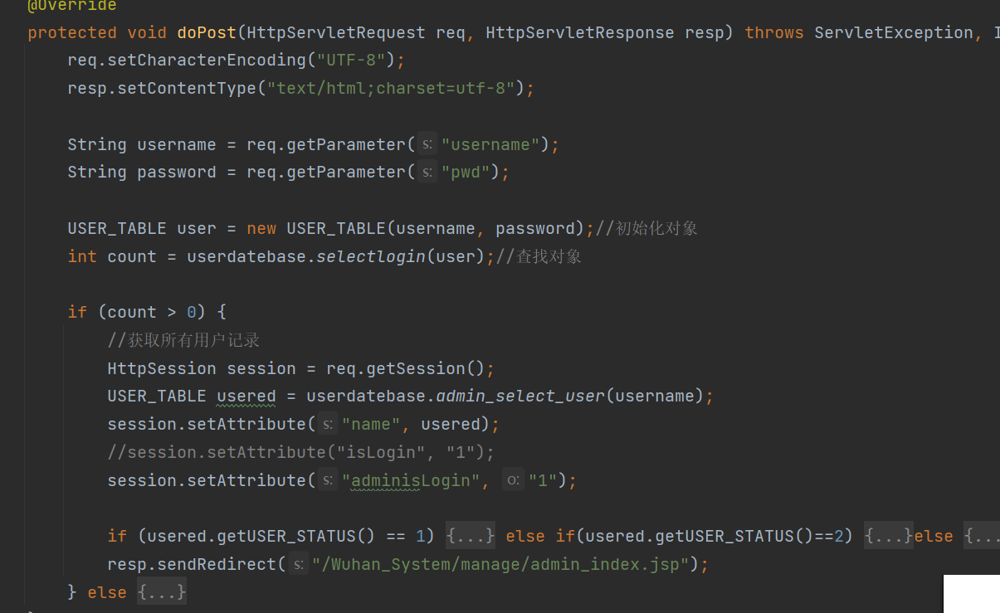 @Override
protected void doPost(HttpServletRequest req, HttpServletResponse resp) throws ServletException, I
req.setCharacterEncoding("UTF-8");
resp.setContentType("text/html;charset=utf-8");
String username = req.getParameter( s: "username");
String password = req.getParameter( s: "pwd");
USER_TABLE user = new USER_TABLE(username, password);//初始化对象
int count = userdatebase.selectlogin(user);//查找对象
if (count > 0) {
//获取所有用户记录
HttpSession session = req.getSession();
USER_TABLE usered = userdatebase.admin_select_user(username);
session.setAttribute( s: "name", usered);
//session.setAttribute("isLogin", "1");
session.setAttribute( s: "adminisLogin", o: "1");
if (usered.getUSER_STATUS() == 1) {...} else if(usered.getUSER_STATUS()==2) {...}else {...
resp.sendRedirect( s: "/Wuhan_System/manage/admin_index.jsp");
} else {...}